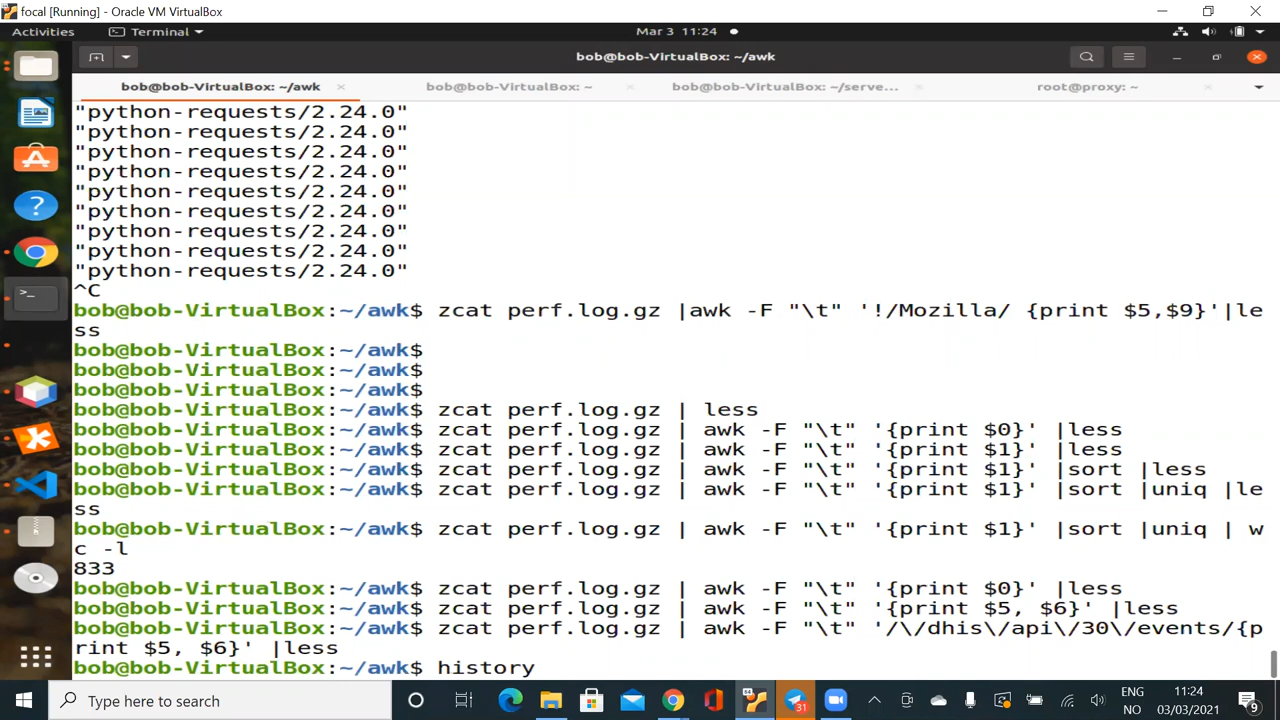 focal [Running] - Oracle VM VirtualBox
Activities
Terminal
Mar 3 11:24
bob@bob-VirtualBox: ~/awk
bob@bob-VirtualBox: ~/awk
bob@bob-VirtualBox: ~
bob@bob-VirtualBox: ~/serve...
root@proxy: ~
"python-requests/2.24.0"
"python-requests/2.24.0"
"python-requests/2.24.0"
"python-requests/2.24.0"
"python-requests/2.24.0"
"python-requests/2.24.0"
"python-requests/2.24.0"
"python-requests/2.24.0"
"python-requests/2.24.0"
^C
bob@bob-VirtualBox:~/awk$ zcat perf.log.gz |awk -F "\t" '!/Mozilla/ {print $5,$9}'|le
ss
bob@bob-VirtualBox:~/awk$
bob@bob-VirtualBox:~/awk$
bob@bob-VirtualBox:~/awk$
bob@bob-VirtualBox:~/awk$ zcat perf.log.gz | less
bob@bob-VirtualBox:~/awk$ zcat perf.log.gz | awk -F "\t" '{print $0}' |less
bob@bob-VirtualBox:~/awk$ zcat perf.log.gz | awk -F "\t" '{print $1}' |less
bob@bob-VirtualBox:~/awk$ zcat perf.log.gz | awk -F "\t" '{print $1}' |sort |less
bob@bob-VirtualBox:~/awk$ zcat perf.log.gz | awk -F "\t" '{print $1}' |sort |uniq |le
ss
bob@bob-VirtualBox:~/awk$ zcat perf.log.gz | awk -F "\t" '{print $1}' |sort |uniq | w
c -l
833
bob@bob-VirtualBox:~/awk$ zcat perf.log.gz | awk -F "\t" '{print $0}' |less
bob@bob-VirtualBox:~/awk$ zcat perf.log.gz | awk -F "\t" '{print $5, $6}' |less
bob@bob-VirtualBox:~/awk$ zcat perf.log.gz | awk -F "\t" '/\/dhis\/api\/30\/events/{p
rint $5, $6}' |less
bob@bob-VirtualBox:~/awk$ history
Type here to search
31
ENG
NO
11:24
03/03/2021
9